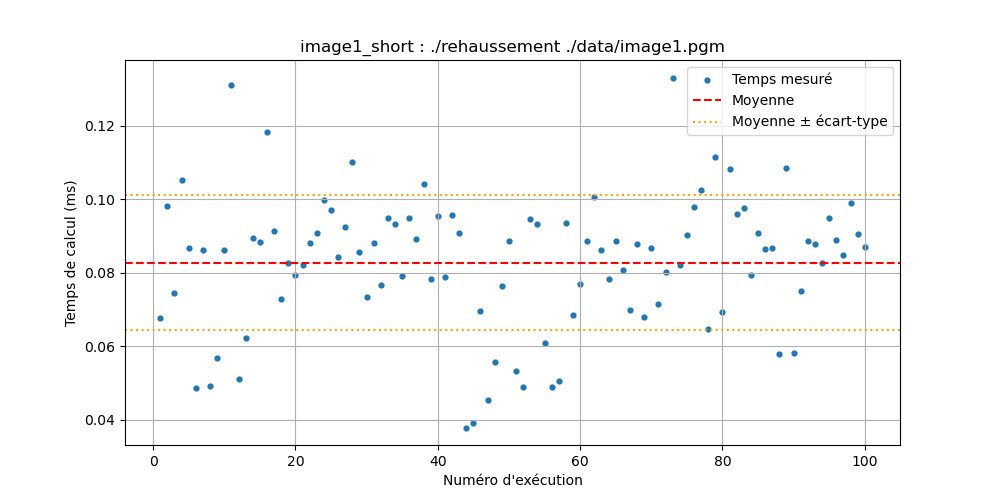 image1_short : ./rehaussement ./data/image1.pgm
Temps mesuré
Moyenne
Moyenne ± écart-type
Temps de calcul (ms)
0.12
0.10
0.08
0.06
0.04
0 20 40 60 80 100
Numéro d'exécution